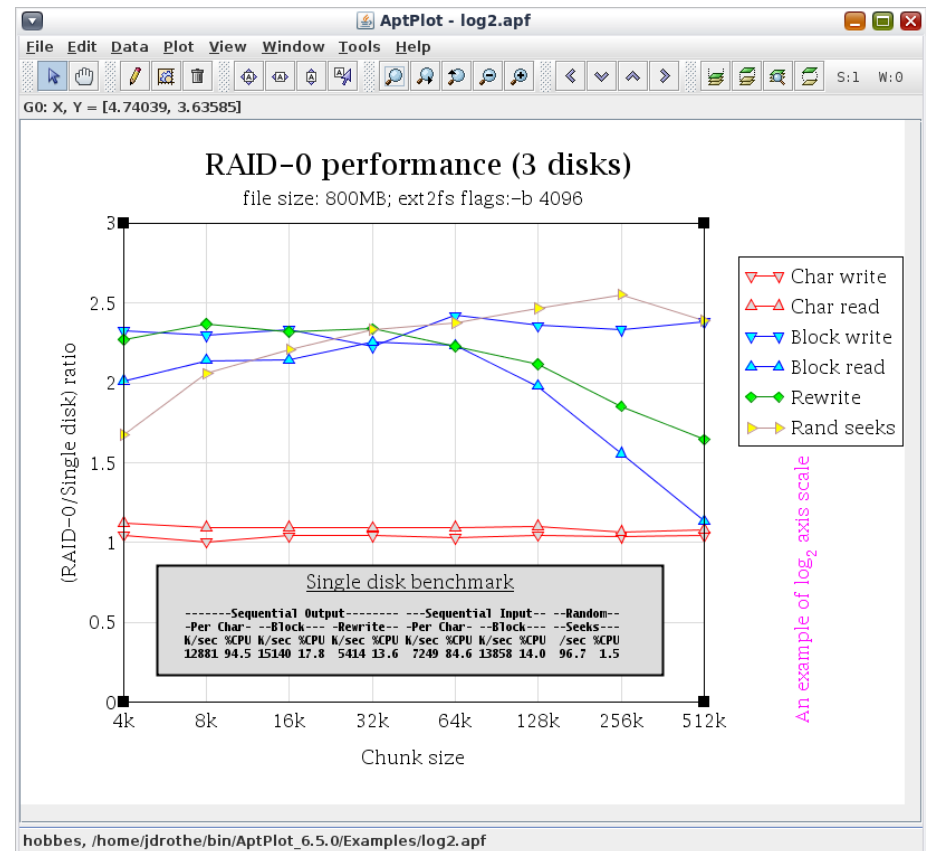 AptPlot - log2.apf
File Edit Data Plot View Window Tools Help
S:1 W:0
G0: X, Y = [4.74039, 3.63585]
RAID-0 performance (3 disks)
file size: 800MB; ext2fs flags:-b 4096
3
2.5
2
1.5
1
0.5
0
(RAID-0/Single disk) ratio
4k 8k 16k 32k 64k 128k 256k 512k
Chunk size
Char write
Char read
Block write
Block read
Rewrite
Rand seeks
An example of log2 axis scale
Single disk benchmark
-------Sequential Output-------- ---Sequential Input-- --Random--
-Per Char- --Block--- -Rewrite-- -Per Char- --Block--- --Seeks---
K/sec %CPU K/sec %CPU K/sec %CPU K/sec %CPU K/sec %CPU /sec %CPU
12881 94.5 15140 17.8 5414 13.6 7249 84.6 13858 14.0 96.7 1.5
hobbes, /home/jdrothe/bin/AptPlot_6.5.0/Examples/log2.apf